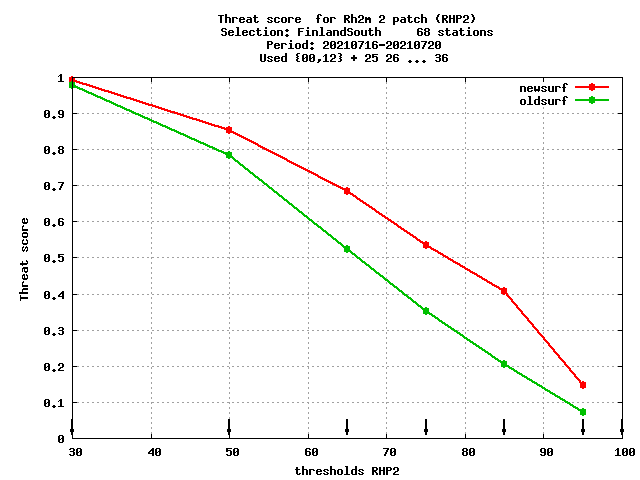 Threat score  for Rh2m 2 patch (RHP2)
Selection: FinlandSouth     68 stations
Period: 20210716-20210720
Used {00,12} + 25 26 ... 36
newsurf
oldsurf
1
0.9
0.8
0.7
0.6
0.5
0.4
0.3
0.2
0.1
0
Threat score
30 40 50 60 70 80 90 100
thresholds RHP2